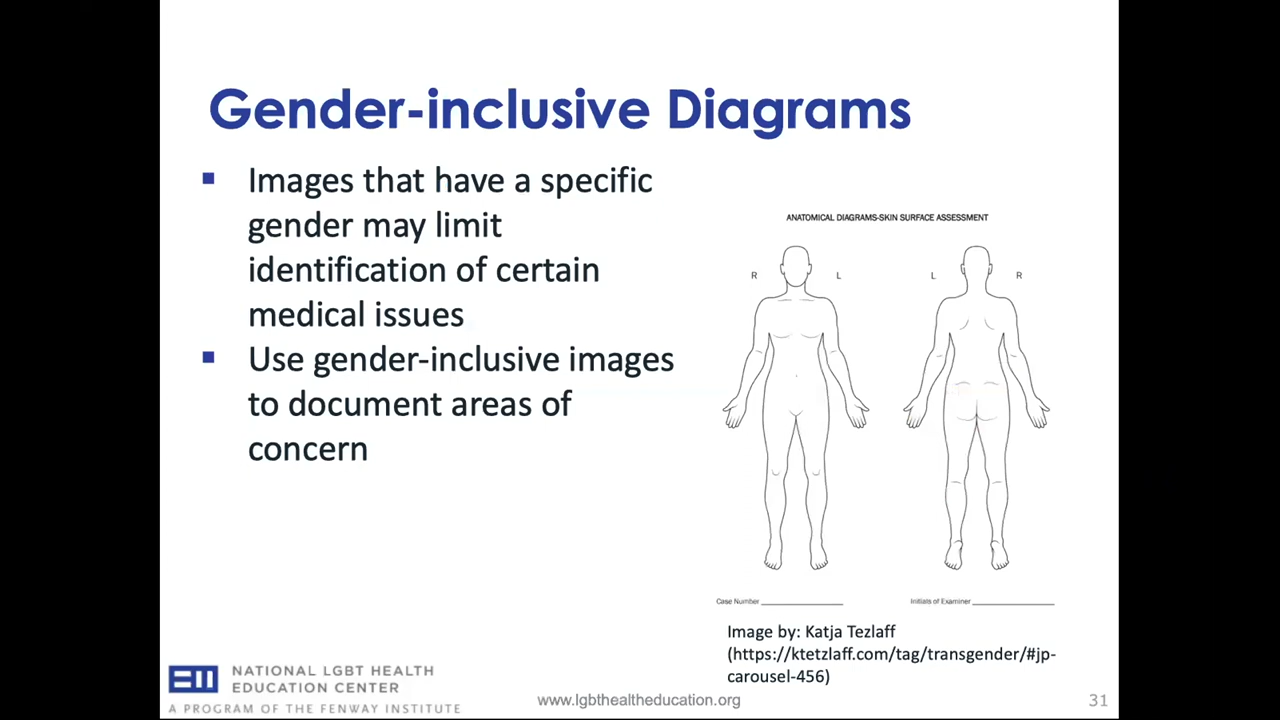 Gender-inclusive Diagrams
▪ Images that have a specific
gender may limit
identification of certain
medical issues
▪ Use gender-inclusive images
to document areas of
concern
ANATOMICAL DIAGRAMS-SKIN SURFACE ASSESSMENT
R L L R
Case Number ____________ Initials of Examiner ____________
Image by: Katja Tezlaff
(https://ktetzlaff.com/tag/transgender/#jp-
carousel-456)
NATIONAL LGBT HEALTH
EDUCATION CENTER
A PROGRAM OF THE FENWAY INSTITUTE
www.lgbthealtheducation.org
31